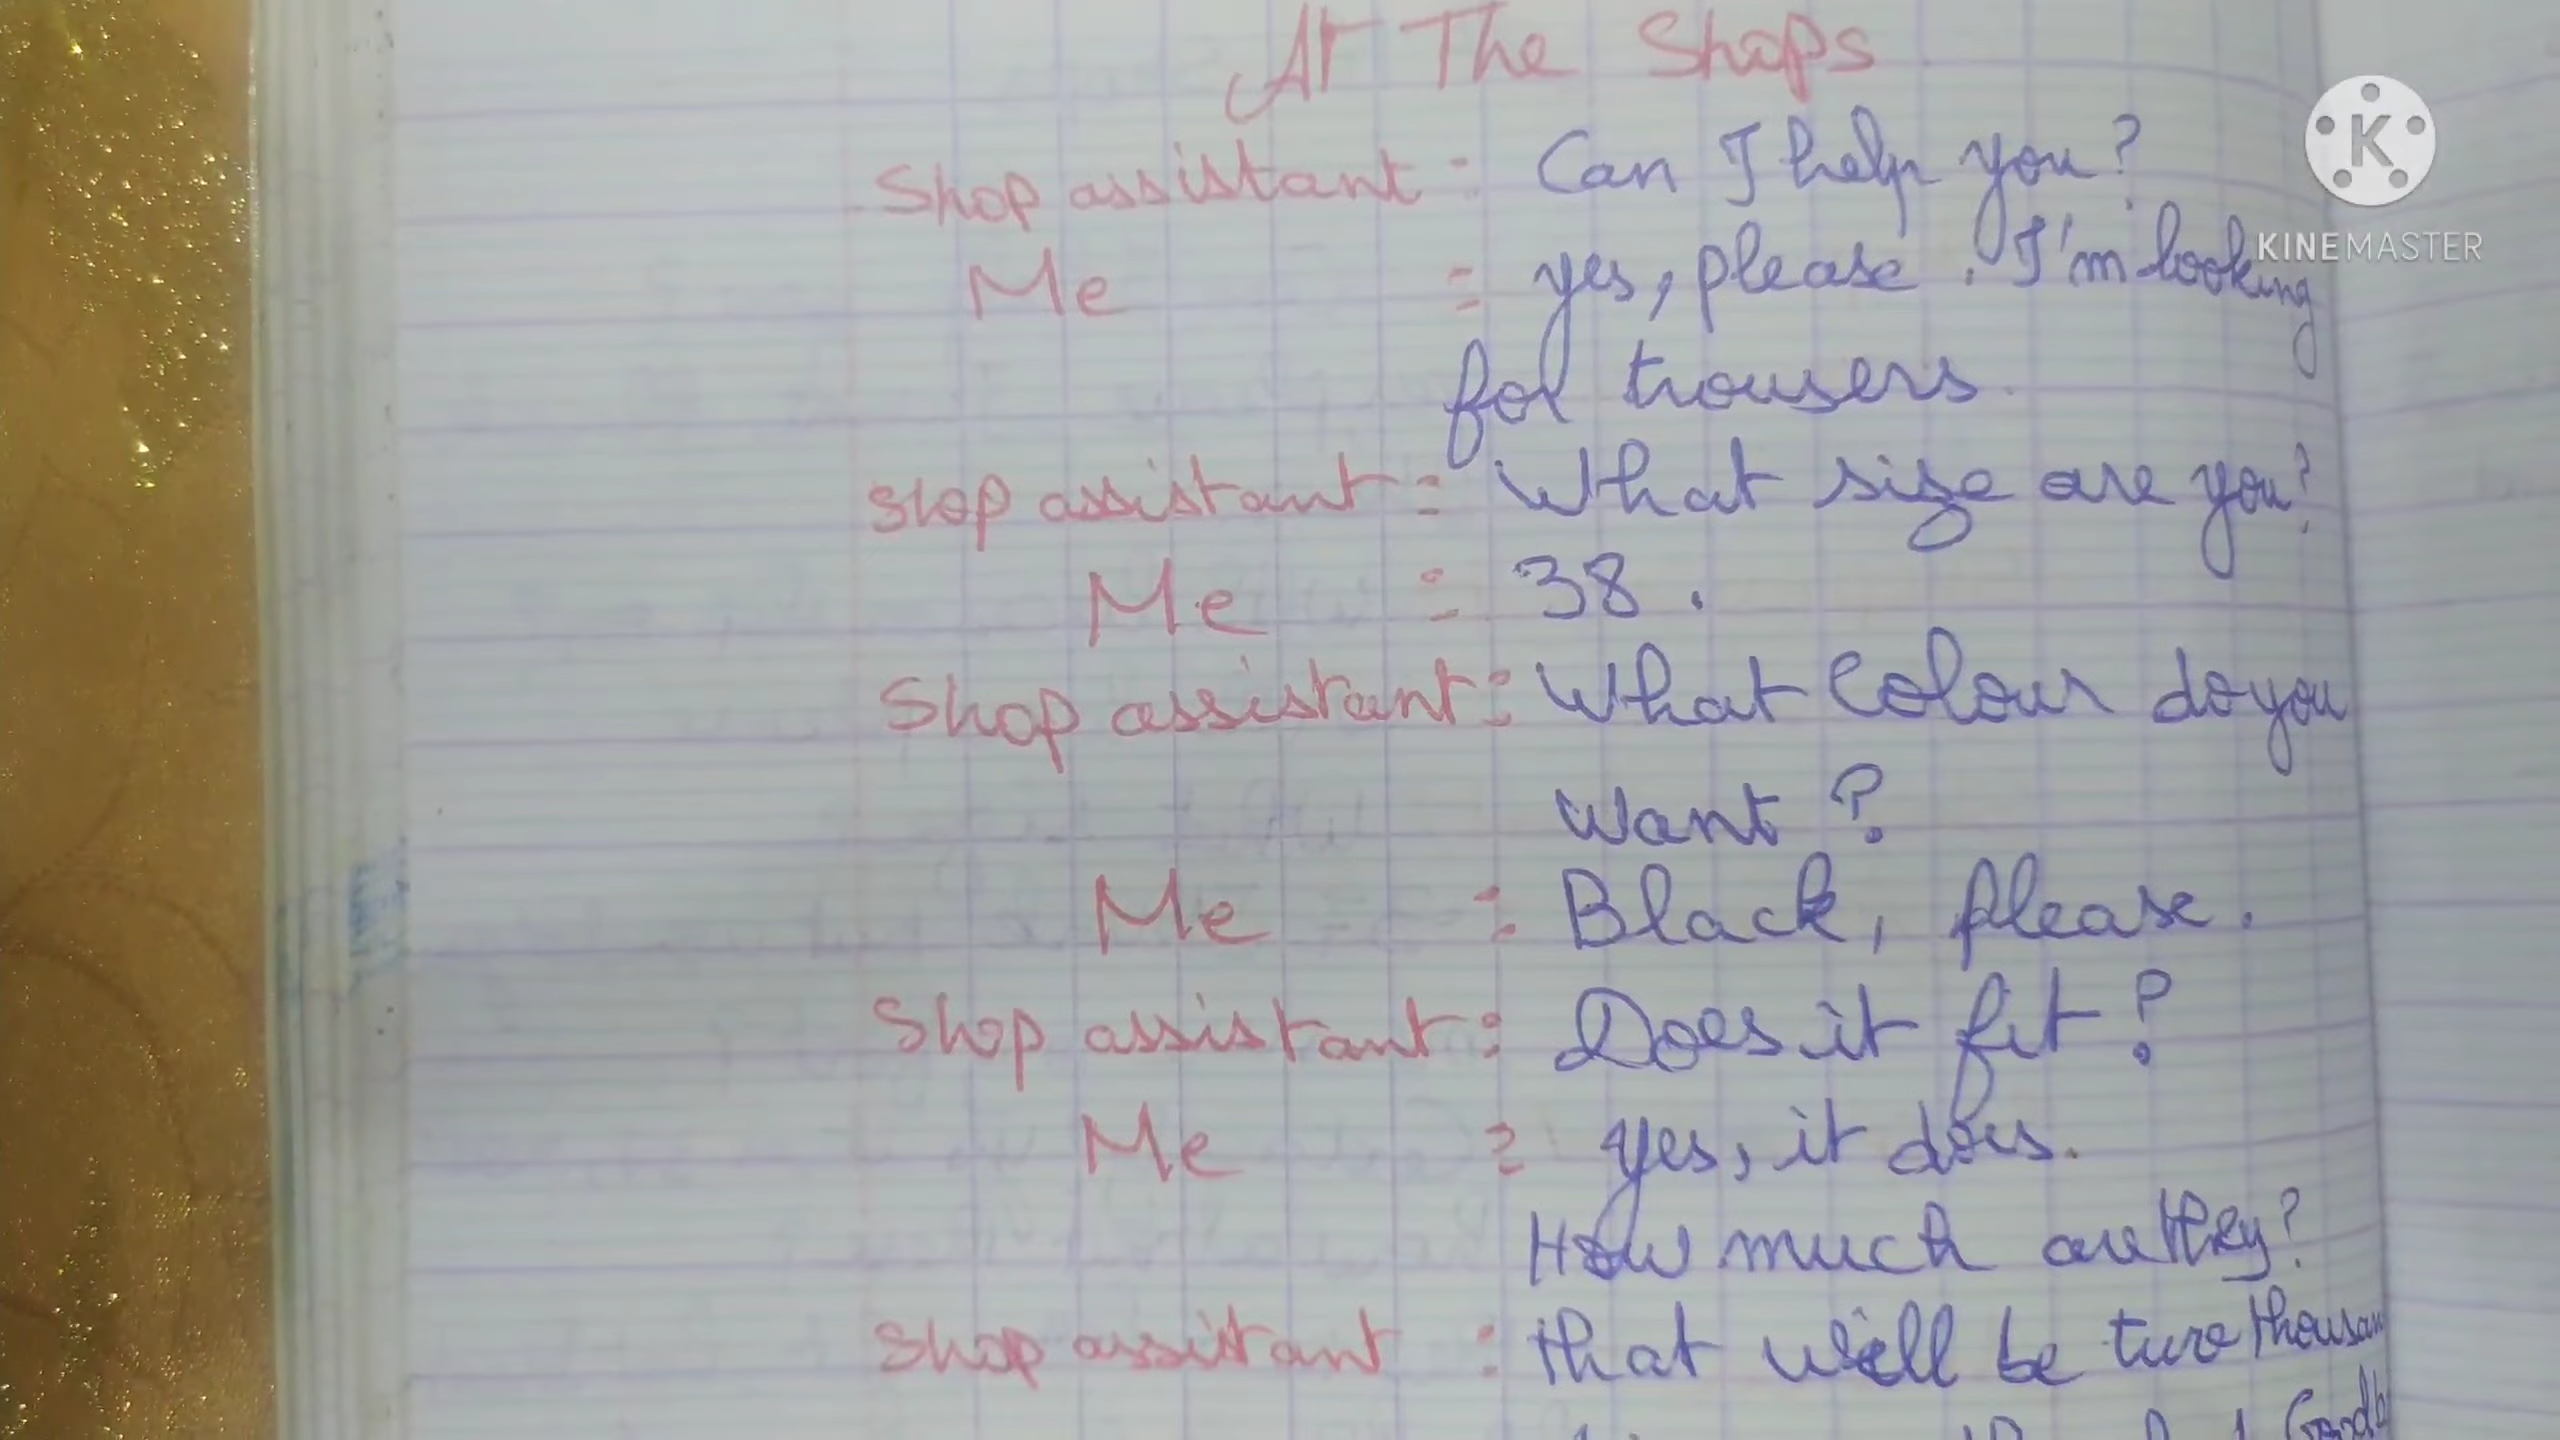 At The Shops
Shop assistant : Can I help you?
Me : yes, please. I'm looking
for trousers.
Shop assistant : What size are you?
Me : 38.
Shop assistant : What Colour do you
Want ?
Me : Black, please.
Shop assistant : Does it fit ?
Me : yes, it does.
How much are they?
Shop assistant : that will be two thousan
KINEMASTER